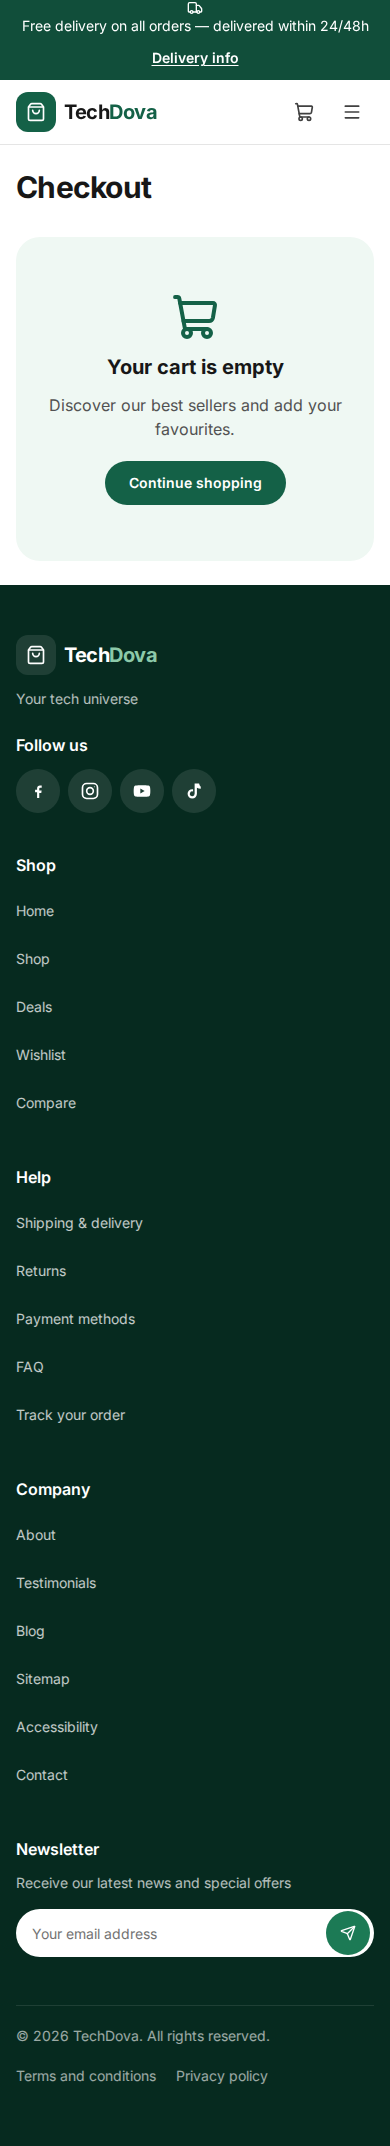 Free delivery on all orders — delivered within 24/48h
Delivery info
TechDova
Checkout
Your cart is empty
Discover our best sellers and add your
favourites.
Continue shopping
TechDova
Your tech universe
Follow us
Shop
Home
Shop
Deals
Wishlist
Compare
Help
Shipping & delivery
Returns
Payment methods
FAQ
Track your order
Company
About
Testimonials
Blog
Sitemap
Accessibility
Contact
Newsletter
Receive our latest news and special offers
Your email address
© 2026 TechDova. All rights reserved.
Terms and conditions Privacy policy